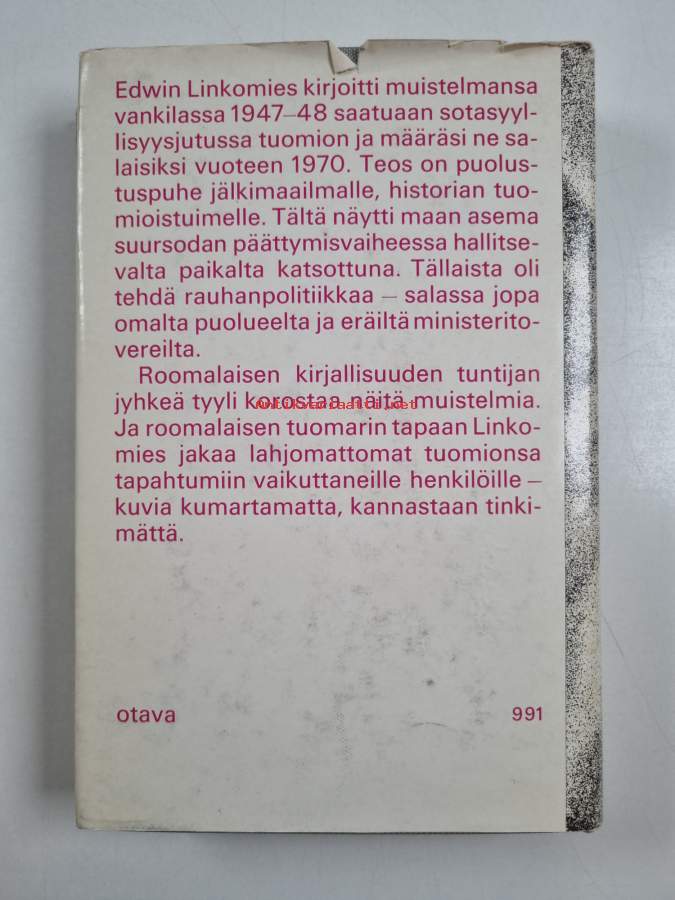 Edwin Linkomies kirjoitti muistelmansa
vankilassa 1947–48 saatuaan sotasyyl-
lisyysjutussa tuomion ja määräsi ne sa-
laisiksi vuoteen 1970. Teos on puolus-
tuspuhe jälkimaailmalle, historian tuo-
mioistuimelle. Tältä näytti maan asema
suursodan päättymisvaiheessa hallitse-
valta paikalta katsottuna. Tällaista oli
tehdä rauhanpolitiikkaa – salassa jopa
omalta puolueelta ja eräiltä ministerito-
vereilta.
Roomalaisen kirjallisuuden tuntijan
jyhkeä tyyli korostaa näitä muistelmia.
Antikvariaatti.net
Ja roomalaisen tuomarin tapaan Linko-
mies jakaa lahjomattomat tuomionsa
tapahtumiin vaikuttaneille henkilöille –
kuvia kumartamatta, kannastaan tinki-
mättä.
otava 991